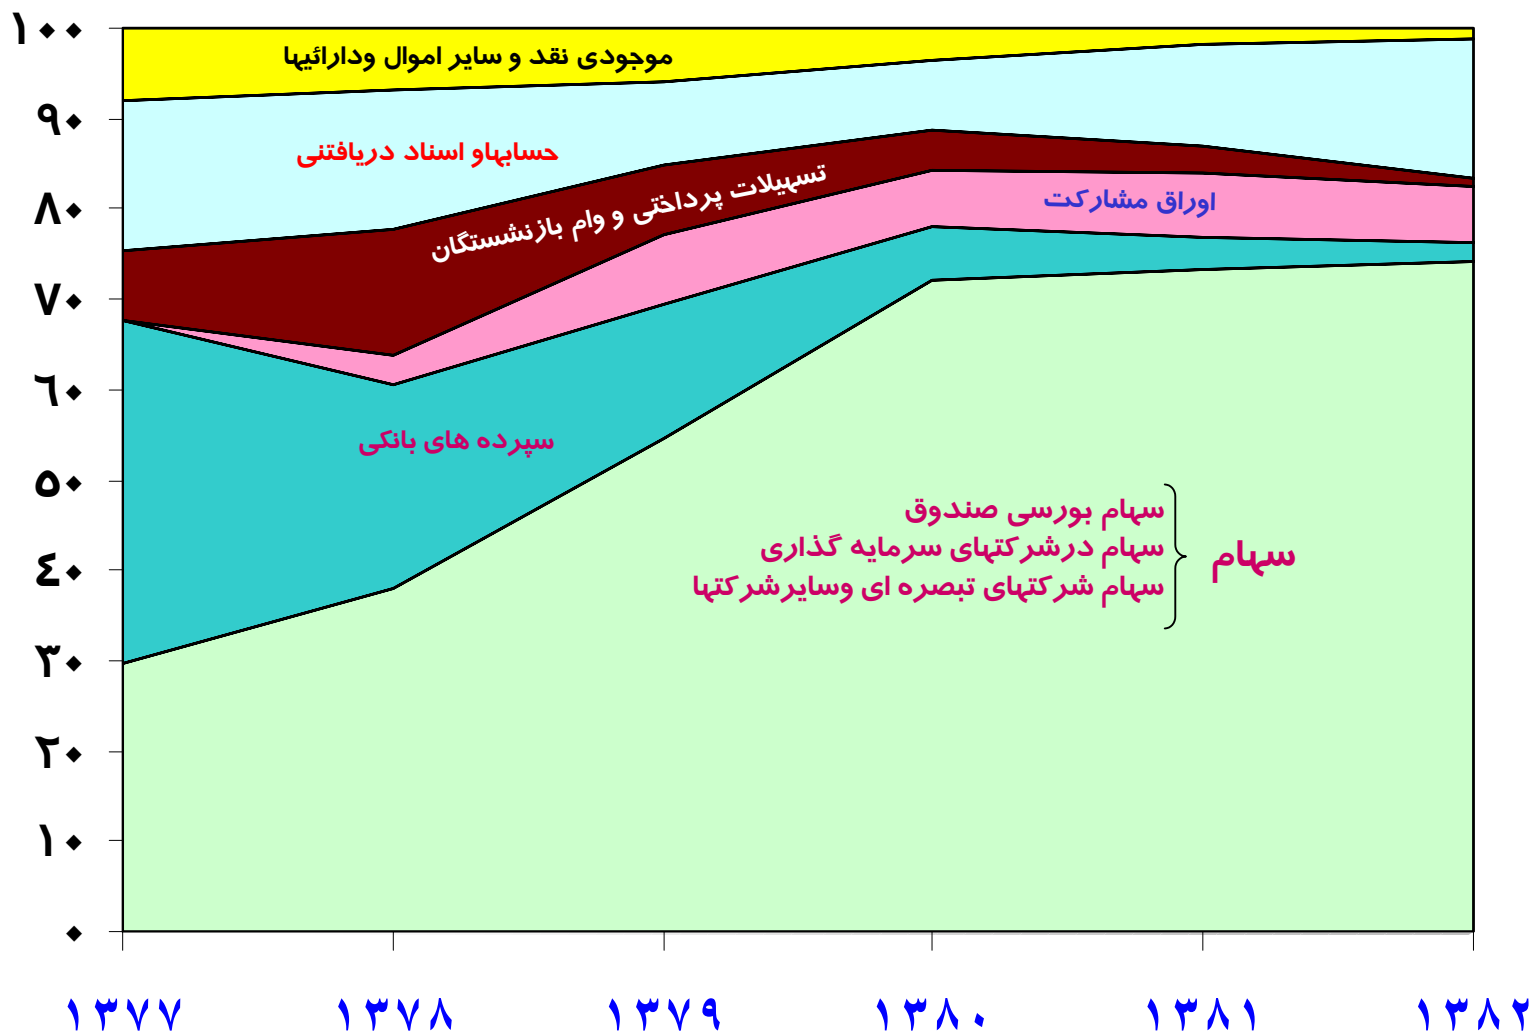 ۱۰۰
موجودی نقد و سایر اموال ودارائیها
۹۰
حسابهاو اسناد دریافتنی
تسهیلات پرداختی و وام بازنشستگان
۸۰
اوراق مشارکت
۷۰
٦۰
سپرده های بانکی
۵۰
سهام بورسی صندوق
سهام درشرکتهای سرمایه گذاری
سهام
سهام شرکتهای تبصره ای وسایرشرکتها
٤۰
۳۰
۲۰
۱۰
۰
۱۳۷۷ ۱۳۷۸ ۱۳۷۹ ۱۳۸۰ ۱۳۸۱ ۱۳۸۲